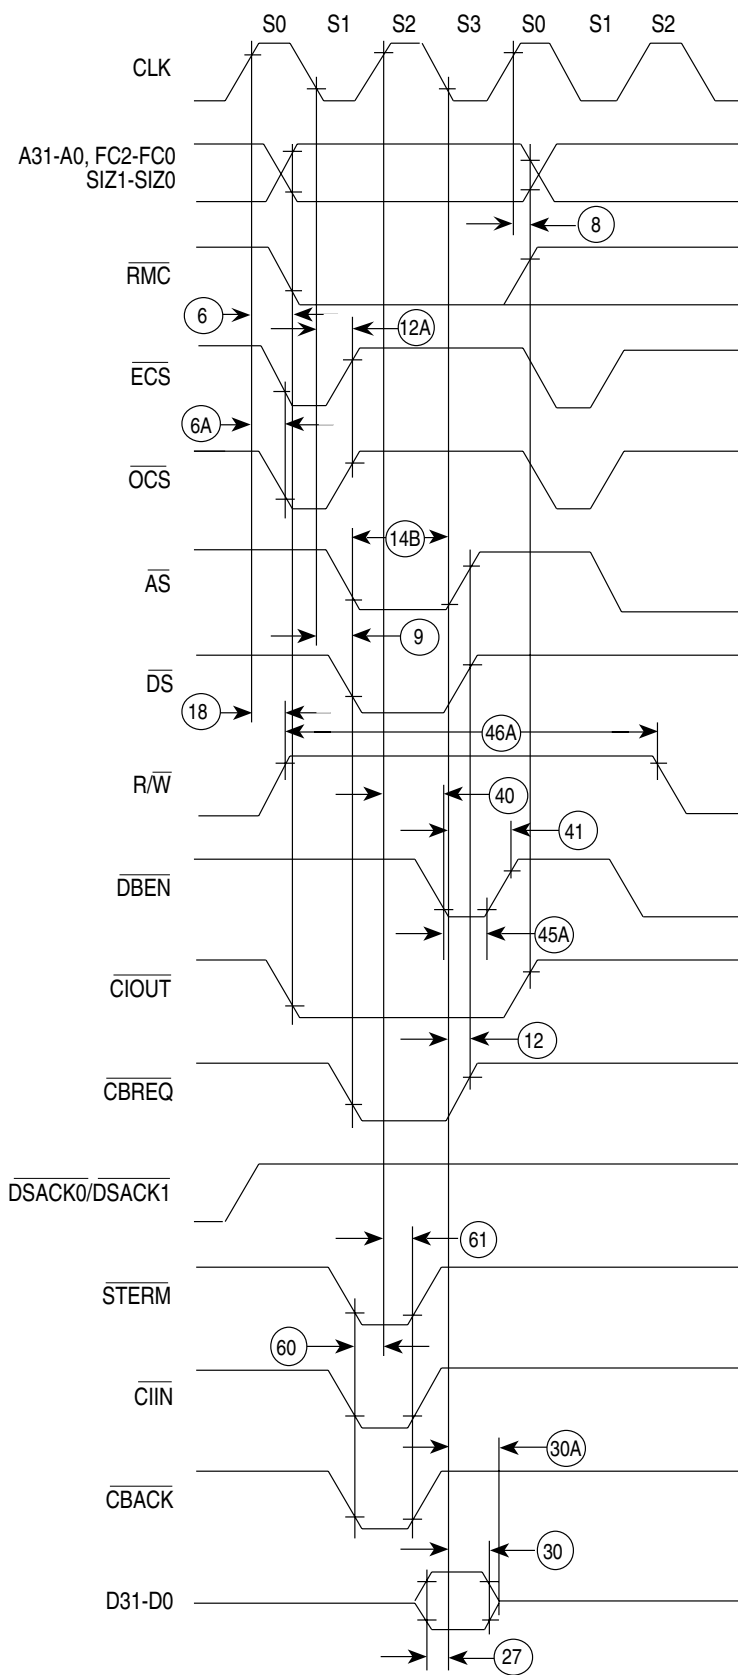 S0 S1 S2 S3 S0 S1 S2
CLK
A31-A0, FC2-FC0
SIZ1-SIZ0
8
RMC
6
12A
ECS
6A
OCS
14B
AS
9
DS
18
46A
R/W
40
41
DBEN
45A
CIOUT
12
CBREQ
DSACK0/DSACK1
61
STERM
60
CIIN
30A
CBACK
30
D31-D0
27